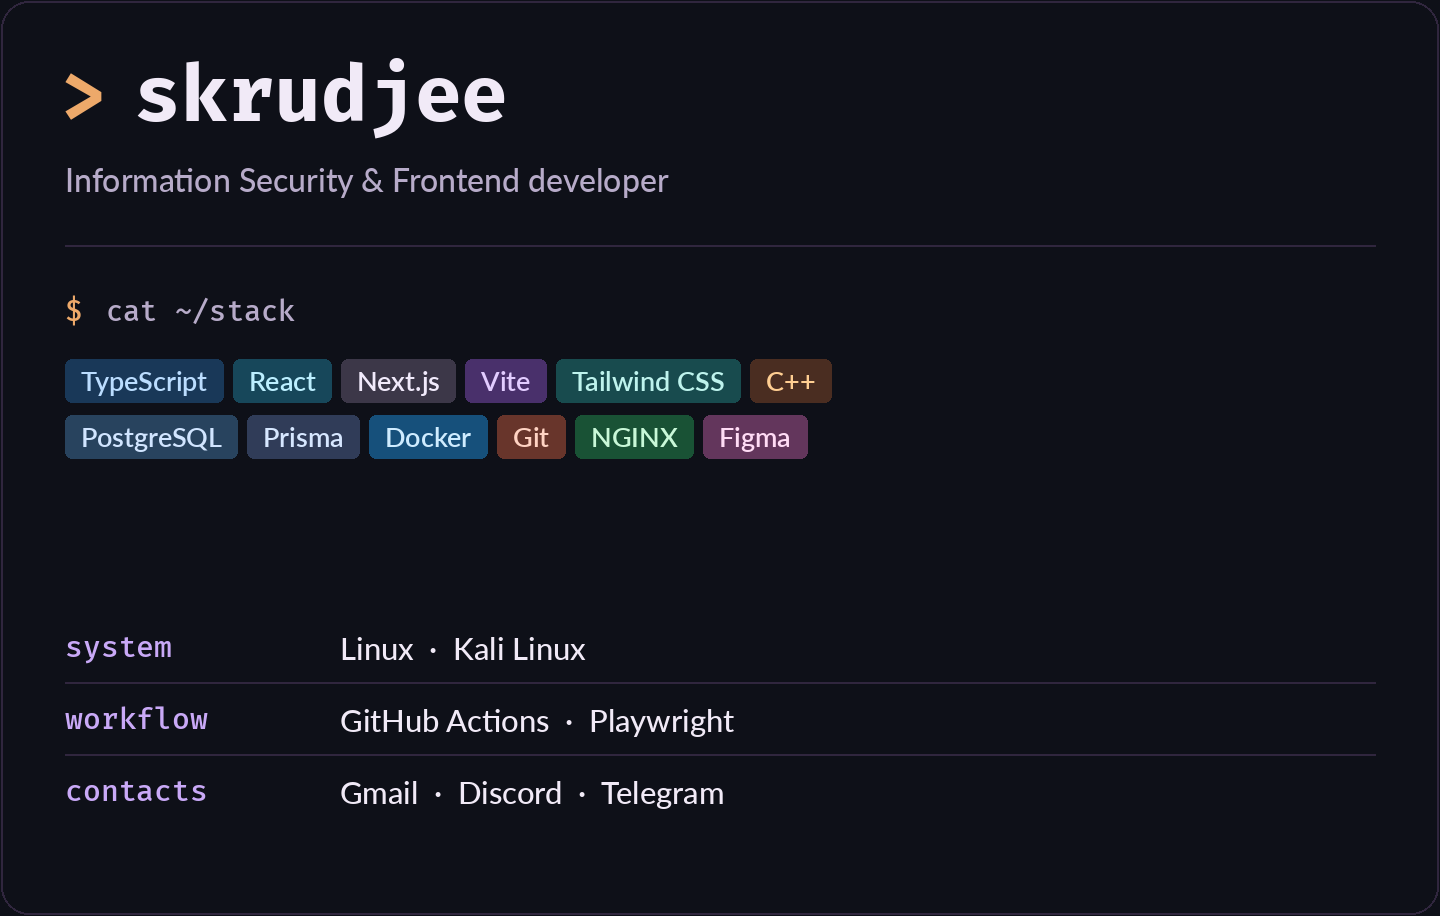 > skrudjee
Information Security & Frontend developer
$ cat ~/stack
TypeScript React Next.js Vite Tailwind CSS C++
PostgreSQL Prisma Docker Git NGINX Figma
system Linux · Kali Linux
workflow GitHub Actions · Playwright
contacts Gmail · Discord · Telegram